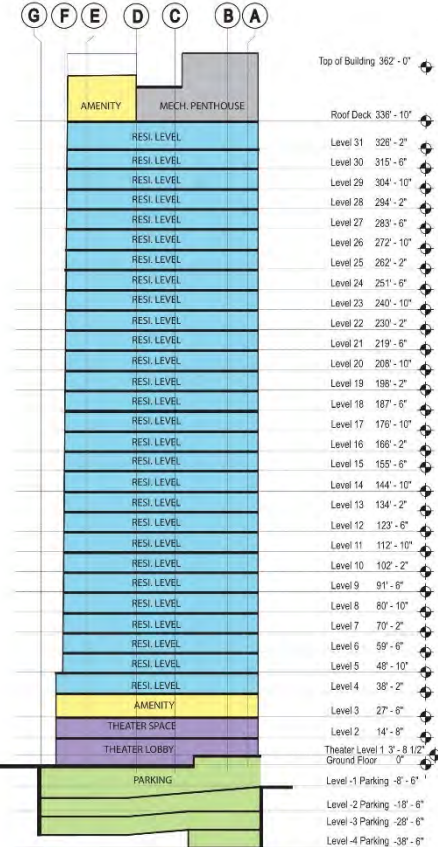 G F E D C B A
Top of Building 362' - 0"
AMENITY
MECH. PENTHOUSE
Roof Deck 336' - 10"
RESI. LEVEL
Level 31 326' - 2"
RESI. LEVEL
Level 30 315' - 6"
RESI. LEVEL
Level 29 304' - 10"
RESI. LEVEL
Level 28 294' - 2"
RESI. LEVEL
Level 27 283' - 6"
RESI. LEVEL
Level 26 272' - 10"
RESI. LEVEL
Level 25 262' - 2"
RESI. LEVEL
Level 24 251' - 6"
RESI. LEVEL
Level 23 240' - 10"
RESI. LEVEL
Level 22 230' - 2"
RESI. LEVEL
Level 21 219' - 6"
RESI. LEVEL
Level 20 208' - 10"
RESI. LEVEL
Level 19 198' - 2"
RESI. LEVEL
Level 18 187' - 6"
RESI. LEVEL
Level 17 176' - 10"
RESI. LEVEL
Level 16 166' - 2"
RESI. LEVEL
Level 15 155' - 6"
RESI. LEVEL
Level 14 144' - 10"
RESI. LEVEL
Level 13 134' - 2"
RESI. LEVEL
Level 12 123' - 6"
RESI. LEVEL
Level 11 112' - 10"
RESI. LEVEL
Level 10 102' - 2"
RESI. LEVEL
Level 9 91' - 6"
RESI. LEVEL
Level 8 80' - 10"
RESI. LEVEL
Level 7 70' - 2"
RESI. LEVEL
Level 6 59' - 6"
RESI. LEVEL
Level 5 48' - 10"
RESI. LEVEL
Level 4 38' - 2"
AMENITY
Level 3 27' - 6"
THEATER SPACE
Level 2 14' - 8"
THEATER LOBBY
Theater Level 1 3' - 8 1/2"
Ground Floor 0"
PARKING
Level -1 Parking -8' - 6"
Level -2 Parking -18' - 6"
Level -3 Parking -28' - 6"
Level -4 Parking -38' - 6"